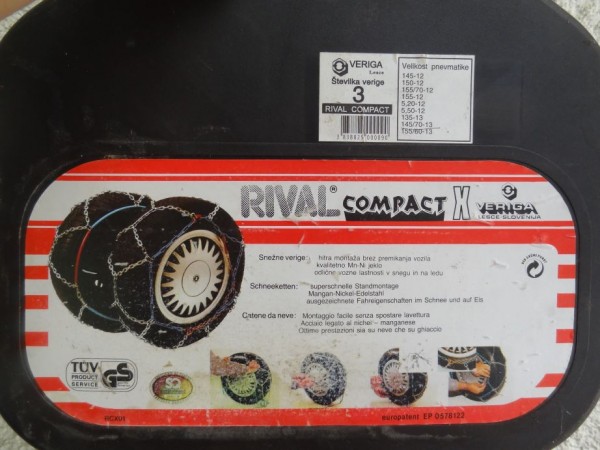 VERIGA
Lesce
Številka verige
3
RIVAL COMPACT
Velikost pnevmatike
145-12
150-12
155/70-12
155-12
5,20-12
5,50-12
135-13
145/70-13
155/60-13
RIVAL® COMPACT X
VERIGA
LESCE SLOVENIJA
Snežne verige: hitra montaža brez premikanja vozila
kvalitetno Mn-Ni jeklo
odlične vozne lastnosti v snegu in na ledu
Schneeketten: superschnelle Standmontage
Mangan-Nickel-Edelstahl
ausgezeichnete Fahreigenschaften im Schnee und auf Eis
Catene da neve: Montaggio facile senza spostare lavettura
Acciaio legato al nichel - manganese
Ottime prestazioni sia su neve che su ghiaccio
TÜV
PRODUCT
SERVICE
GS
europatent EP 0578122